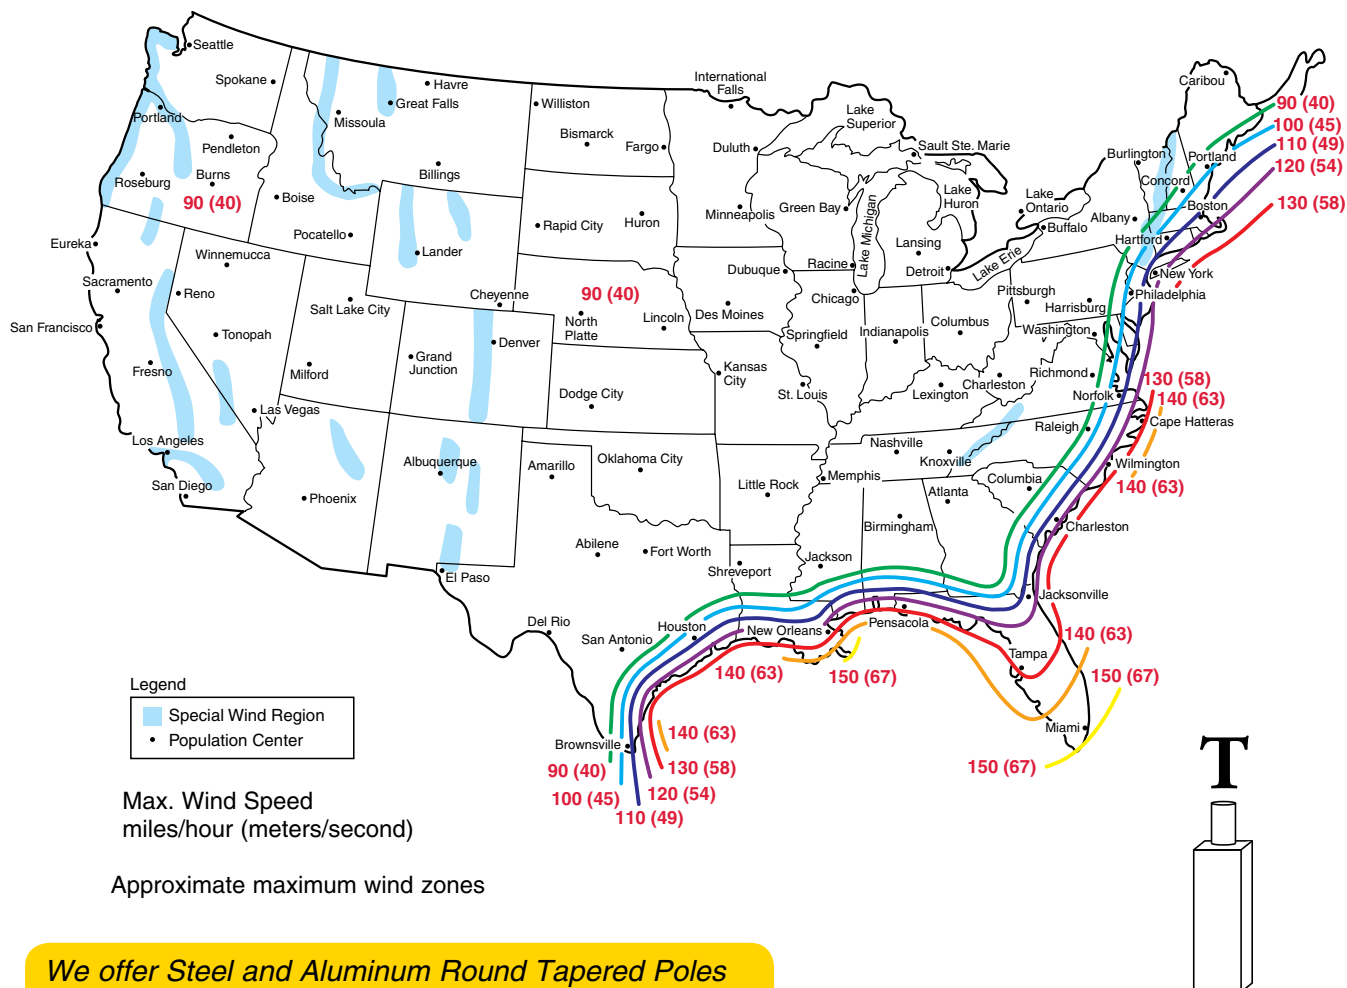 Seattle
Spokane
Portland
Pendleton
Roseburg
Burns
90 (40)
Havre
Great Falls
Missoula
Billings
Boise
Pocatello
Lander
Williston
Bismarck
Fargo
International
Falls
Duluth
Lake
Superior
Sault Ste. Marie
Caribou
90 (40)
100 (45)
110 (49)
120 (54)
130 (58)
Burlington
Portland
Concord
Boston
Albany
Hartford
Lake
Ontario
Buffalo
Lake
Huron
Lake Michigan
Lake Erie
Green Bay
Minneapolis
Rapid City
Huron
Lansing
Detroit
Racine
Dubuque
Chicago
New York
Philadelphia
Pittsburgh
Harrisburg
Washington
Eureka
Sacramento
San Francisco
Winnemucca
Reno
Tonopah
Fresno
Las Vegas
Los Angeles
San Diego
Salt Lake City
Milford
Cheyenne
Denver
Grand
Junction
90 (40)
North
Platte
Lincoln
Des Moines
Springfield
Indianapolis
Columbus
Kansas
City
St. Louis
Dodge City
Lexington
Charleston
Richmond
Norfolk
130 (58)
140 (63)
Cape Hatteras
Raleigh
Wilmington
140 (63)
Nashville
Knoxville
Memphis
Columbia
Atlanta
Birmingham
Charleston
Phoenix
Albuquerque
Amarillo
Oklahoma City
Little Rock
Abilene
Fort Worth
Shreveport
Jackson
El Paso
Del Rio
San Antonio
Houston
New Orleans
Pensacola
Jacksonville
Tampa
Miami
140 (63)
150 (67)
150 (67)
140 (63)
150 (67)
Brownsville
140 (63)
130 (58)
120 (54)
110 (49)
100 (45)
90 (40)
Legend
Special Wind Region
Population Center
Max. Wind Speed
miles/hour (meters/second)
Approximate maximum wind zones
T
We offer Steel and Aluminum Round Tapered Poles